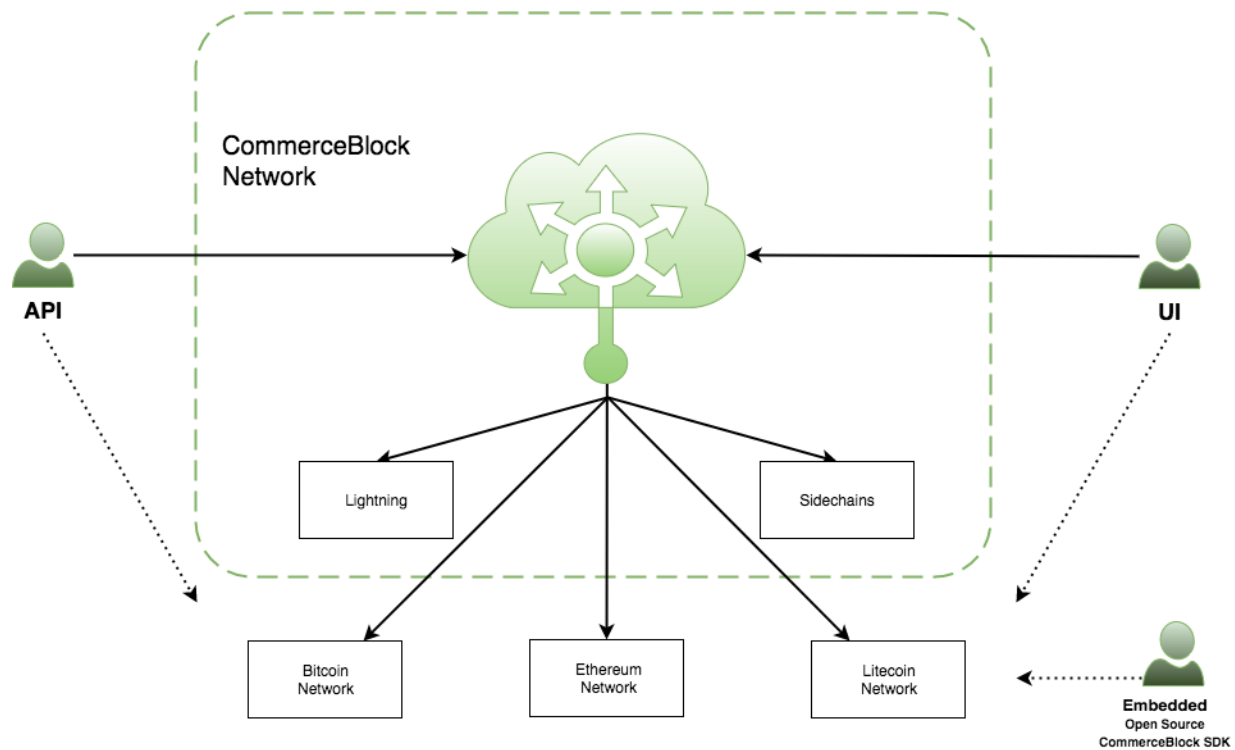 CommerceBlock
Network
API
UI
Lightning
Sidechains
Bitcoin
Network
Ethereum
Network
Litecoin
Network
Embedded
Open Source
CommerceBlock SDK